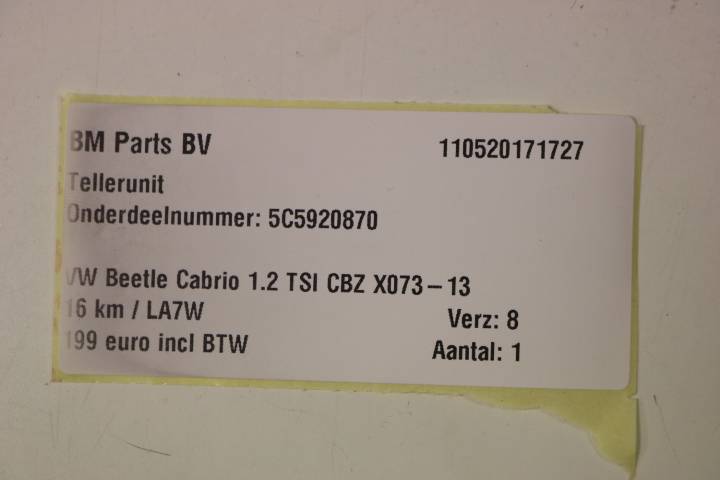 BM Parts BV 110520171727
Tellerunit
Onderdeelnummer: 5C5920870
VW Beetle Cabrio 1.2 TSI CBZ X073-13
16 km / LA7W Verz: 8
199 euro incl BTW Aantal: 1